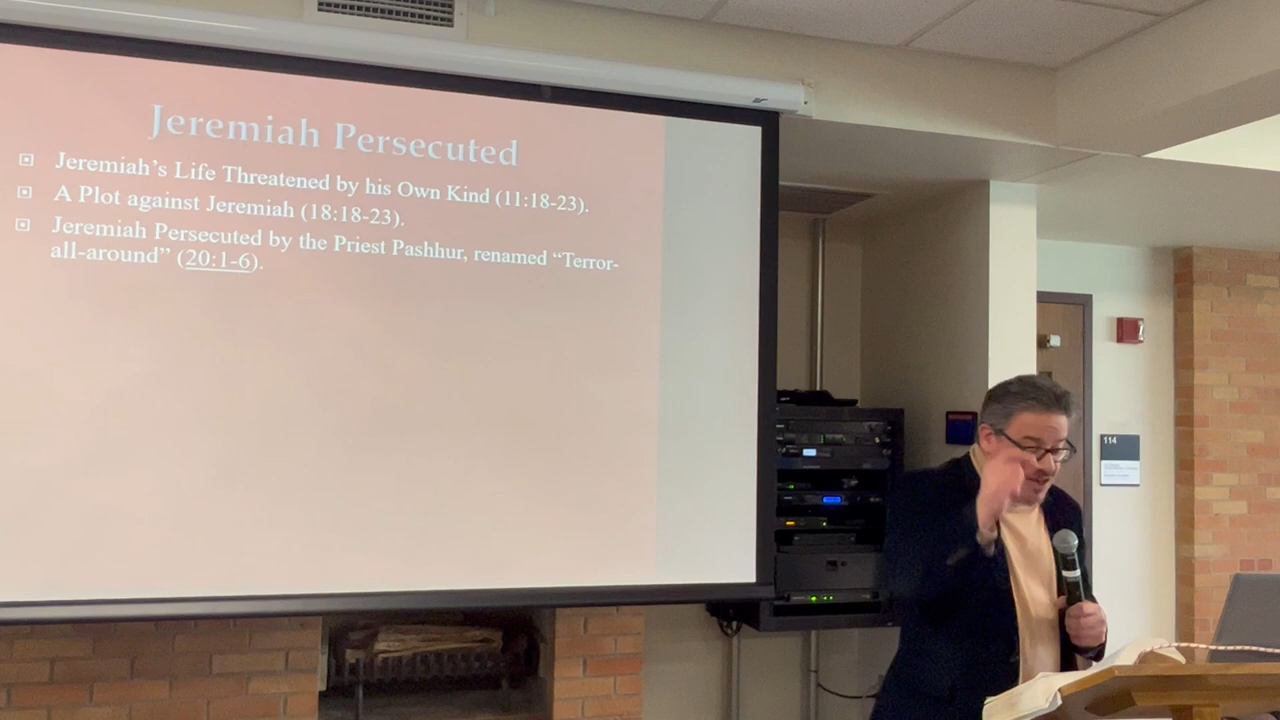 Jeremiah Persecuted
Jeremiah's Life Threatened by his Own Kind (11:18-23).
A Plot against Jeremiah (18:18-23).
Jeremiah Persecuted by the Priest Pashhur, renamed “Terror-
all-around” (20:1-6).
114